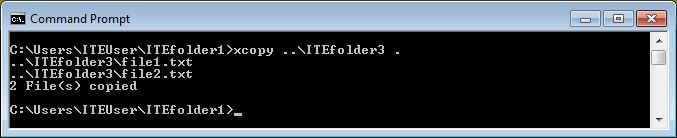 Command Prompt
C:\Users\ITEUser\ITEfolder1>xcopy ..\ITEfolder3 .
..\ITEfolder3\file1.txt
..\ITEfolder3\file2.txt
2 File(s) copied
C:\Users\ITEUser\ITEfolder1>_